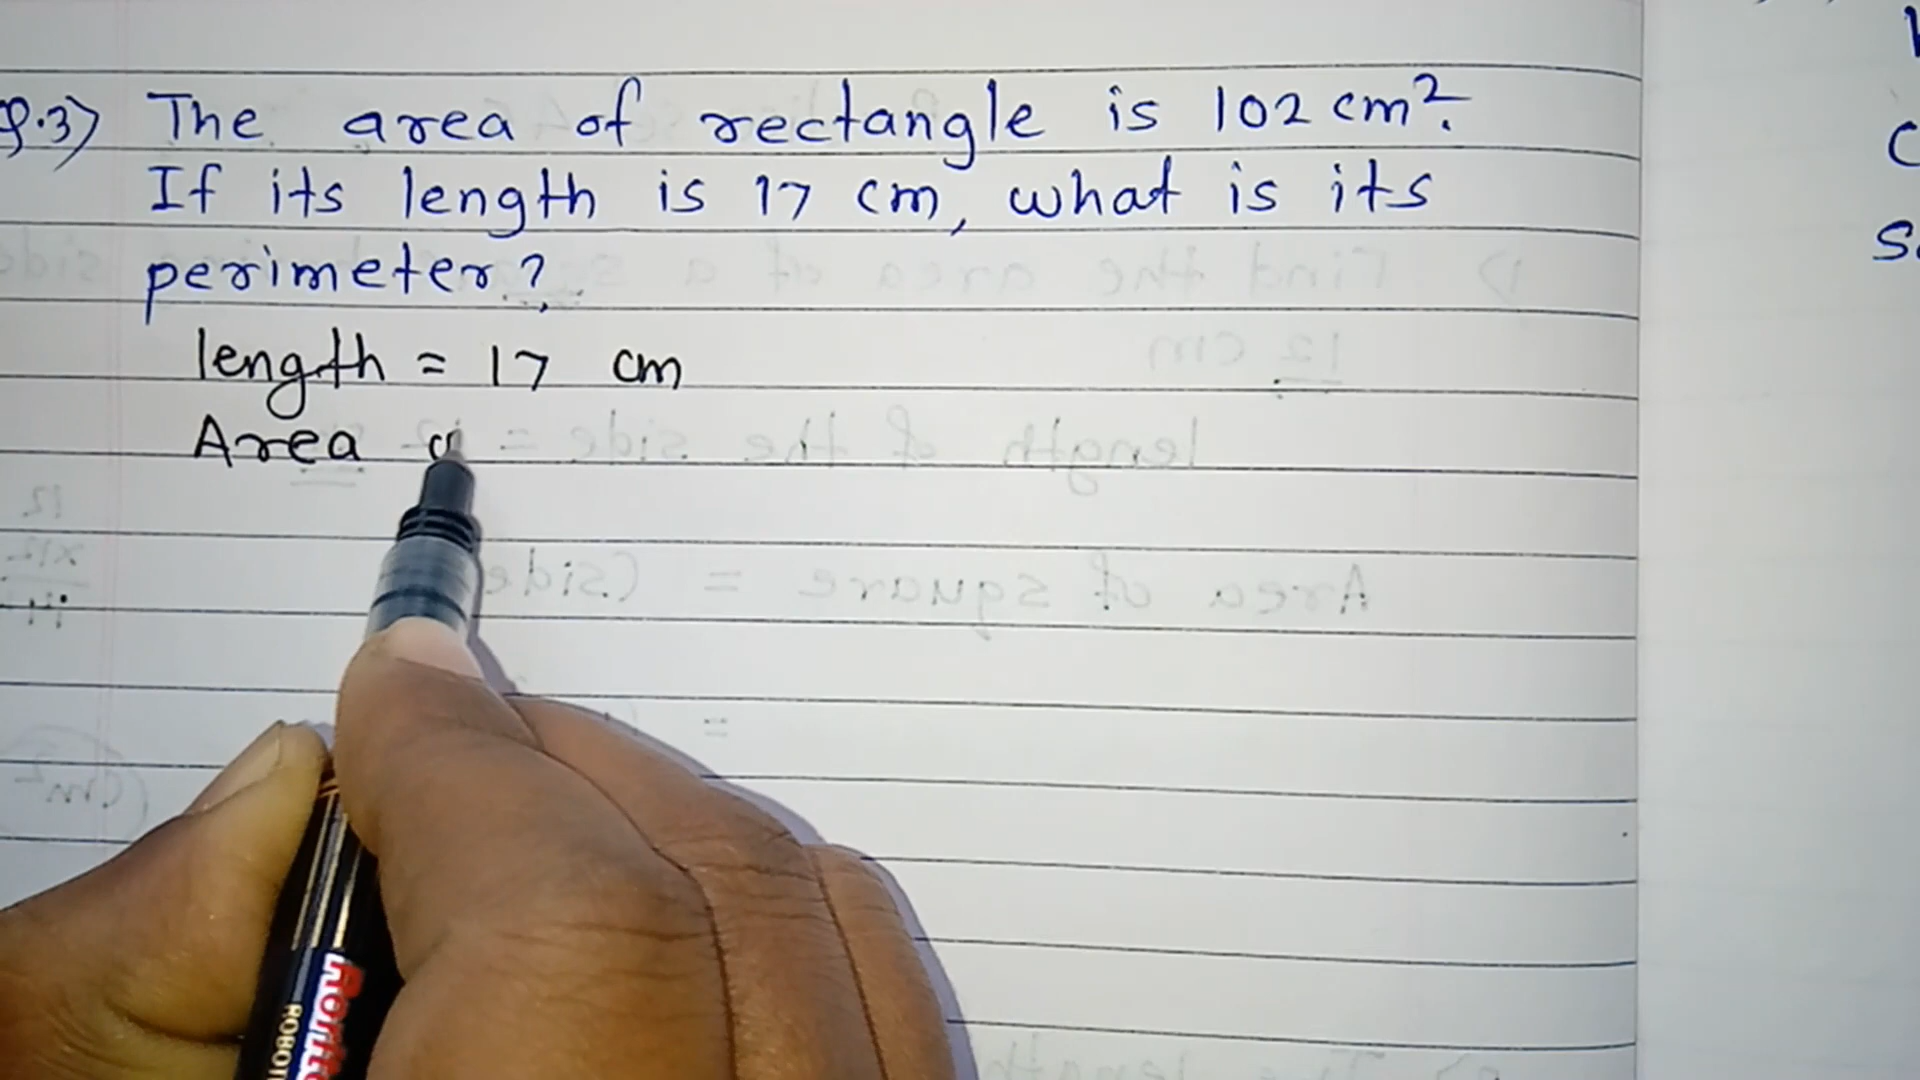 Q.3) The area of rectangle is 102 cm².
If its length is 17 cm, what is its
perimeter?
length = 17 cm
Area